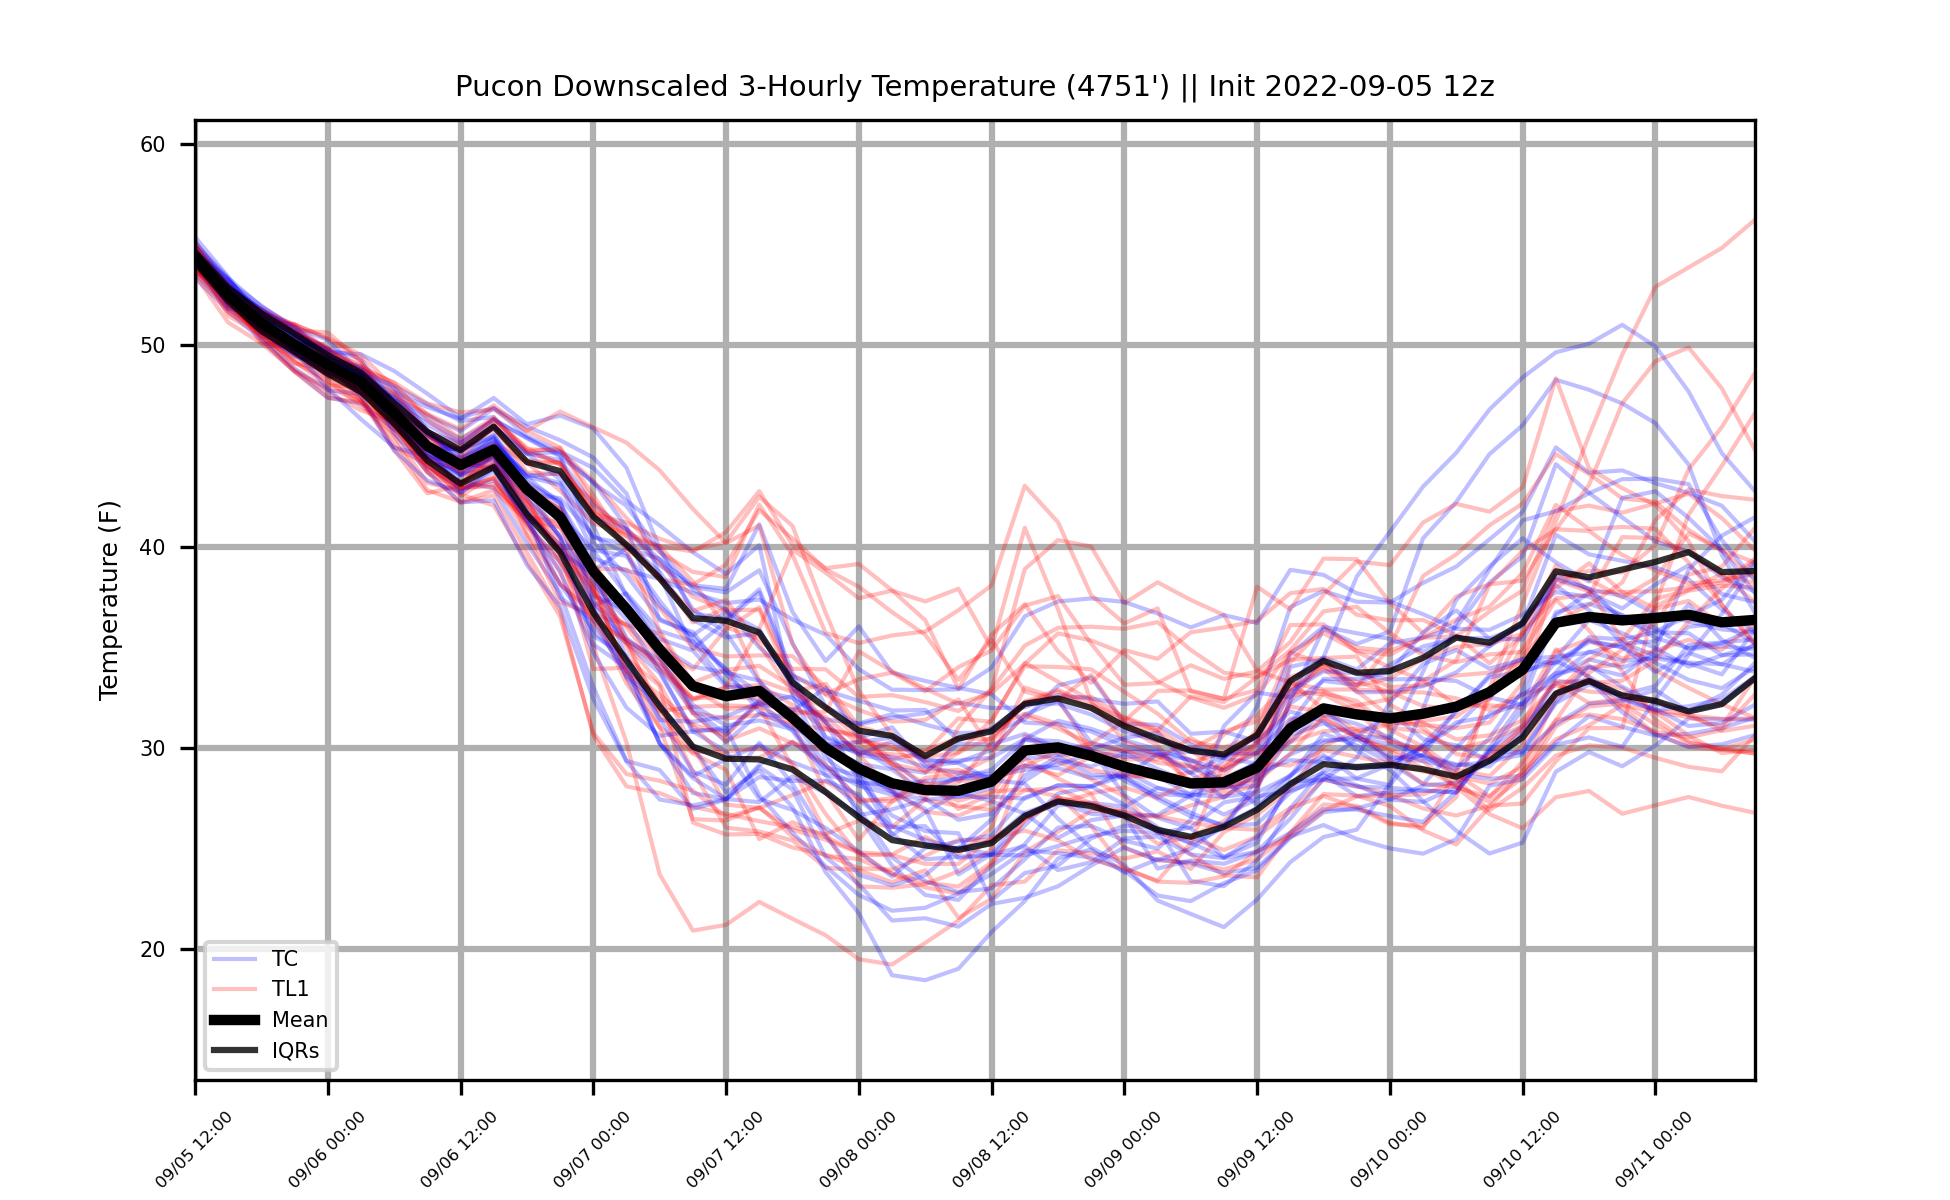 Pucon Downscaled 3-Hourly Temperature (4751') || Init 2022-09-05 12z
Temperature (F)
60
50
40
30
20
TC
TL1
Mean
IQRs
09/05 12:00
09/06 00:00
09/06 12:00
09/07 00:00
09/07 12:00
09/08 00:00
09/08 12:00
09/09 00:00
09/09 12:00
09/10 00:00
09/10 12:00
09/11 00:00